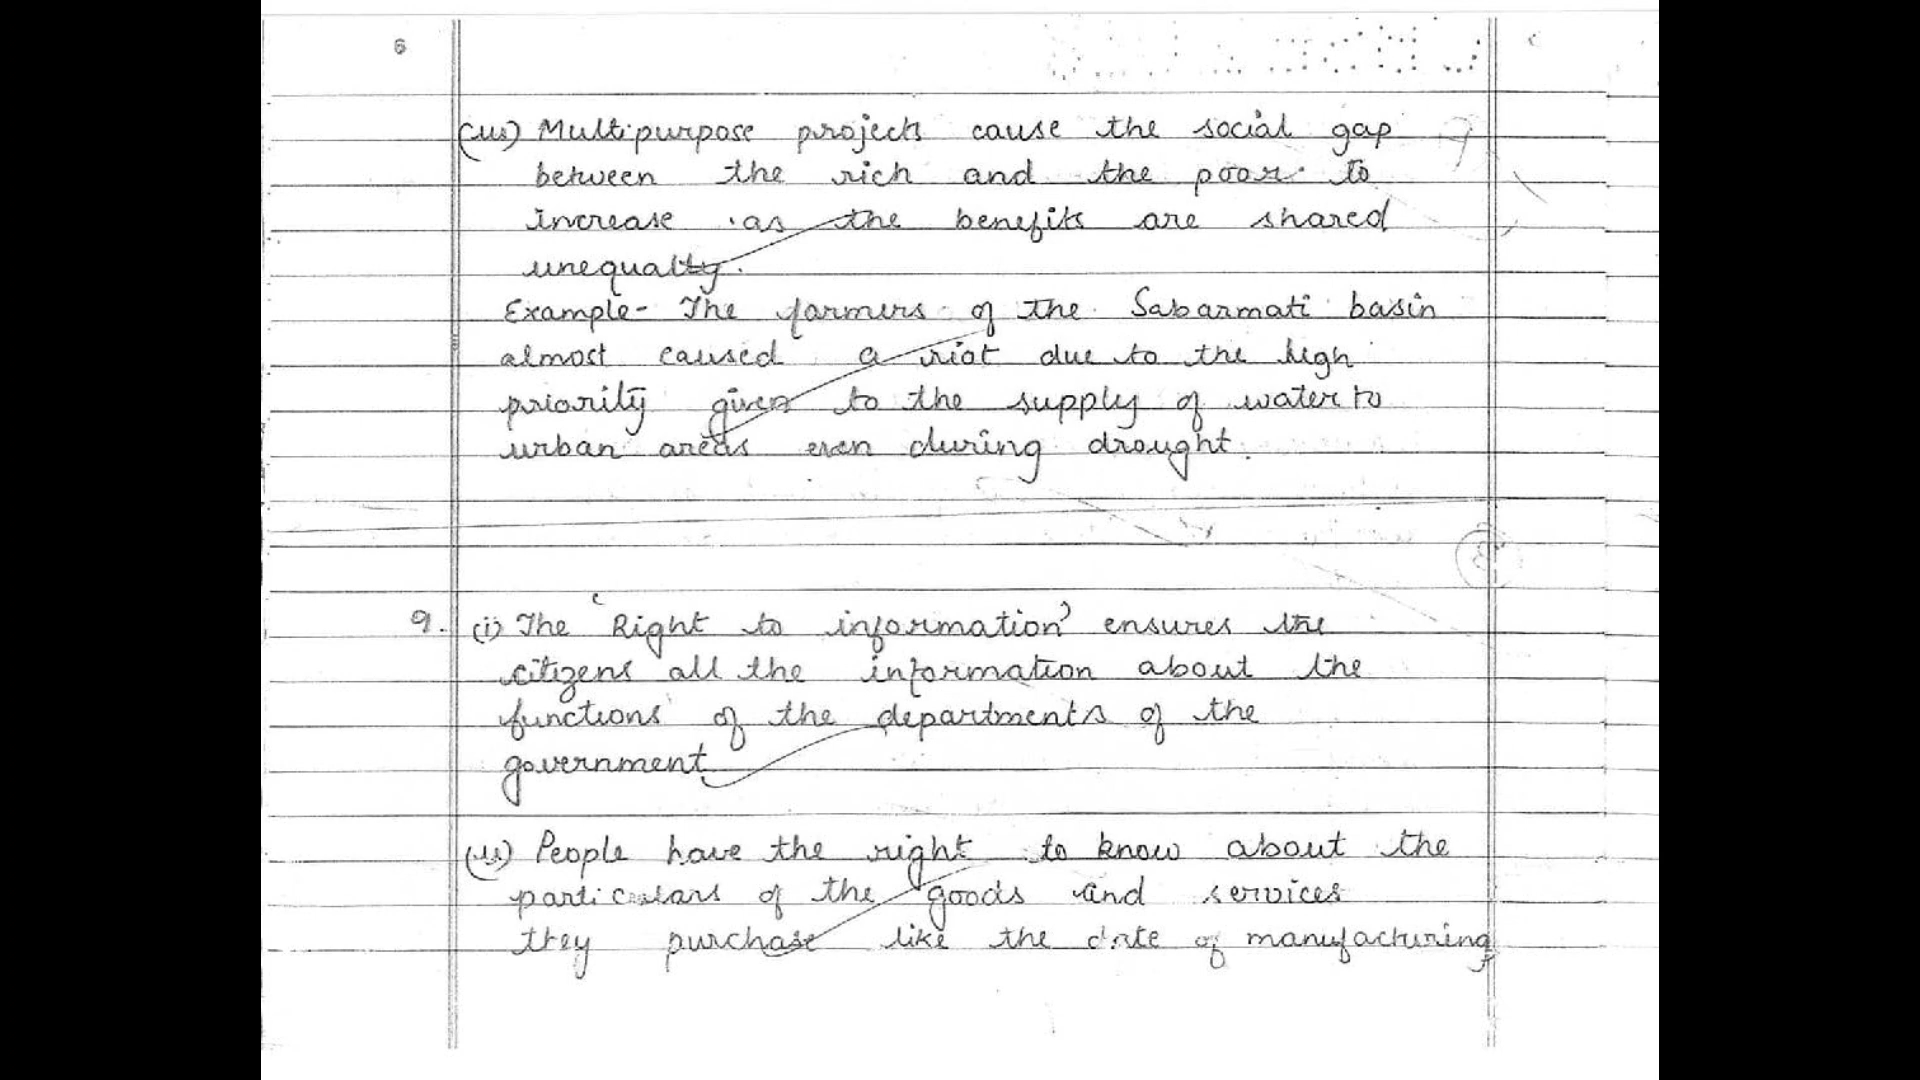 6
(iii) Multipurpose projects cause the social gap
between the rich and the poor to
increase as the benefits are shared
unequally.
Example- The farmers of the Sabarmati basin
almost caused a riot due to the high
priority given to the supply of water to
urban areas even during drought.
9. (i) The 'Right to information' ensures the
citizens all the information about the
functions of the departments of the
government
(ii) People have the right to know about the
particulars of the goods and services
they purchase like the date of manufacturing